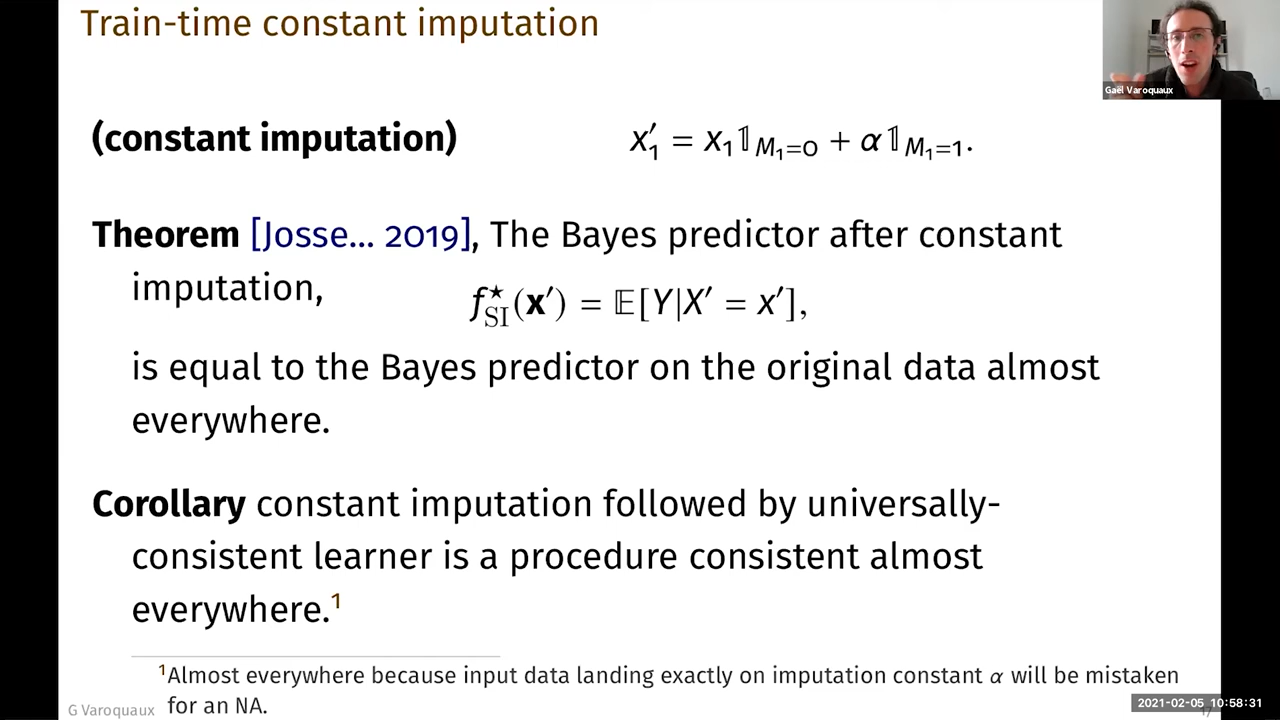 Train-time constant imputation
Gaël Varoquaux
(constant imputation) x′₁ = x₁𝟙_{M₁=0} + α𝟙_{M₁=1}.
Theorem [Josse... 2019], The Bayes predictor after constant
imputation,
f^⋆_{SI}(x′) = 𝔼[Y|X′ = x′],
is equal to the Bayes predictor on the original data almost
everywhere.
Corollary constant imputation followed by universally-
consistent learner is a procedure consistent almost
everywhere.¹
¹Almost everywhere because input data landing exactly on imputation constant α will be mistaken
for an NA.
G Varoquaux
2021-02-05 10:58:31